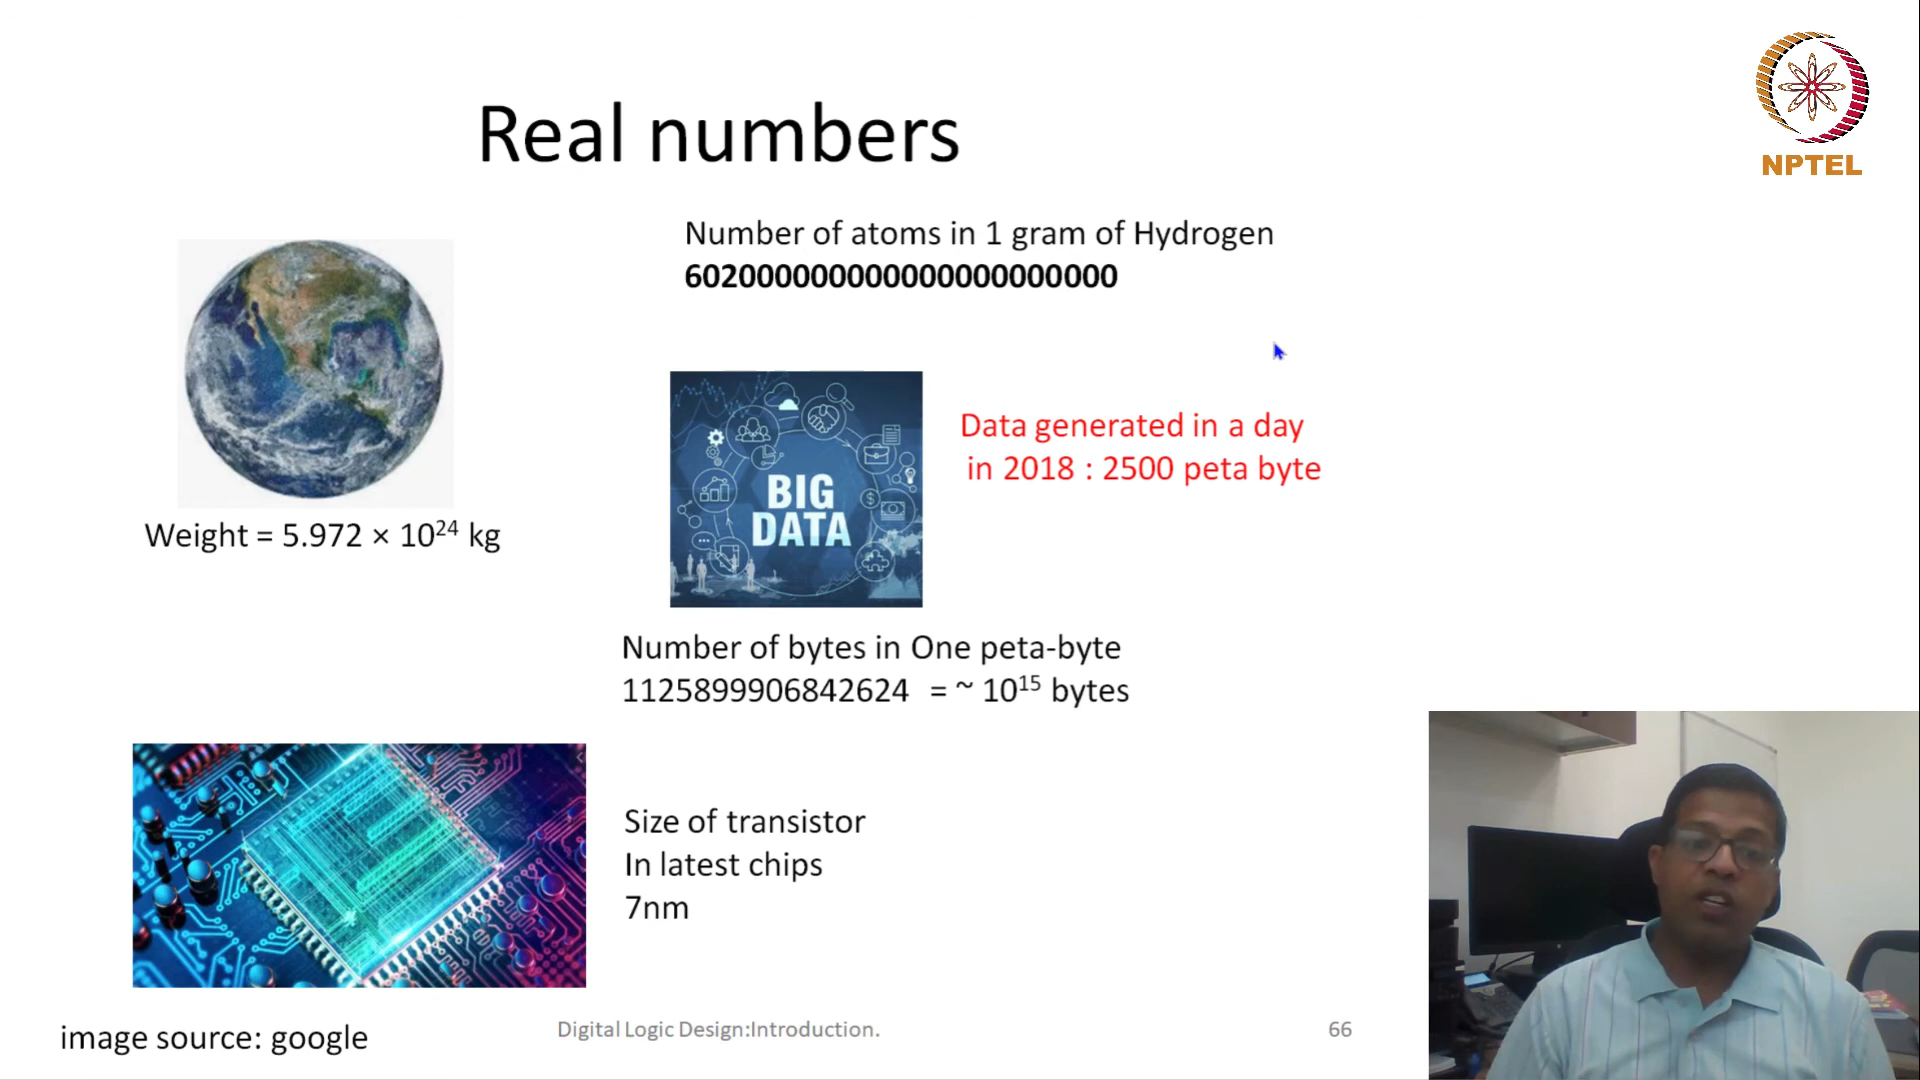 Real numbers
NPTEL
Number of atoms in 1 gram of Hydrogen
602000000000000000000000
Data generated in a day
in 2018 : 2500 peta byte
BIG
DATA
Weight = 5.972 × 10²⁴ kg
Number of bytes in One peta-byte
1125899906842624 = ~ 10¹⁵ bytes
Size of transistor
In latest chips
7nm
image source: google
Digital Logic Design:Introduction.
66